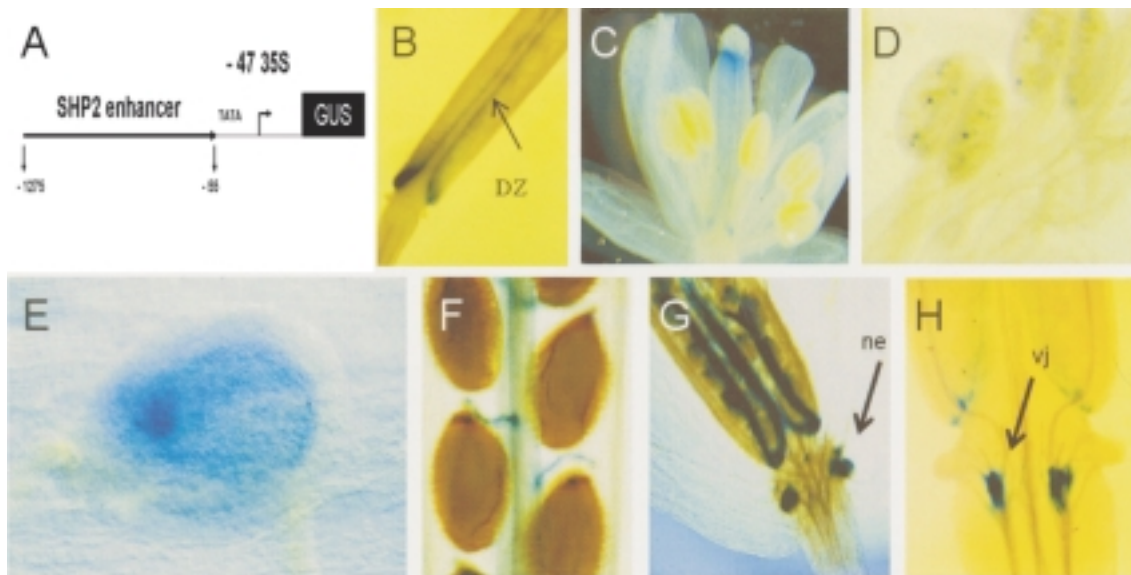 A
- 47 35S
SHP2 enhancer
TATA
GUS
- 1275
- 55
B
DZ
C
D
E
F
G
ne
H
vj